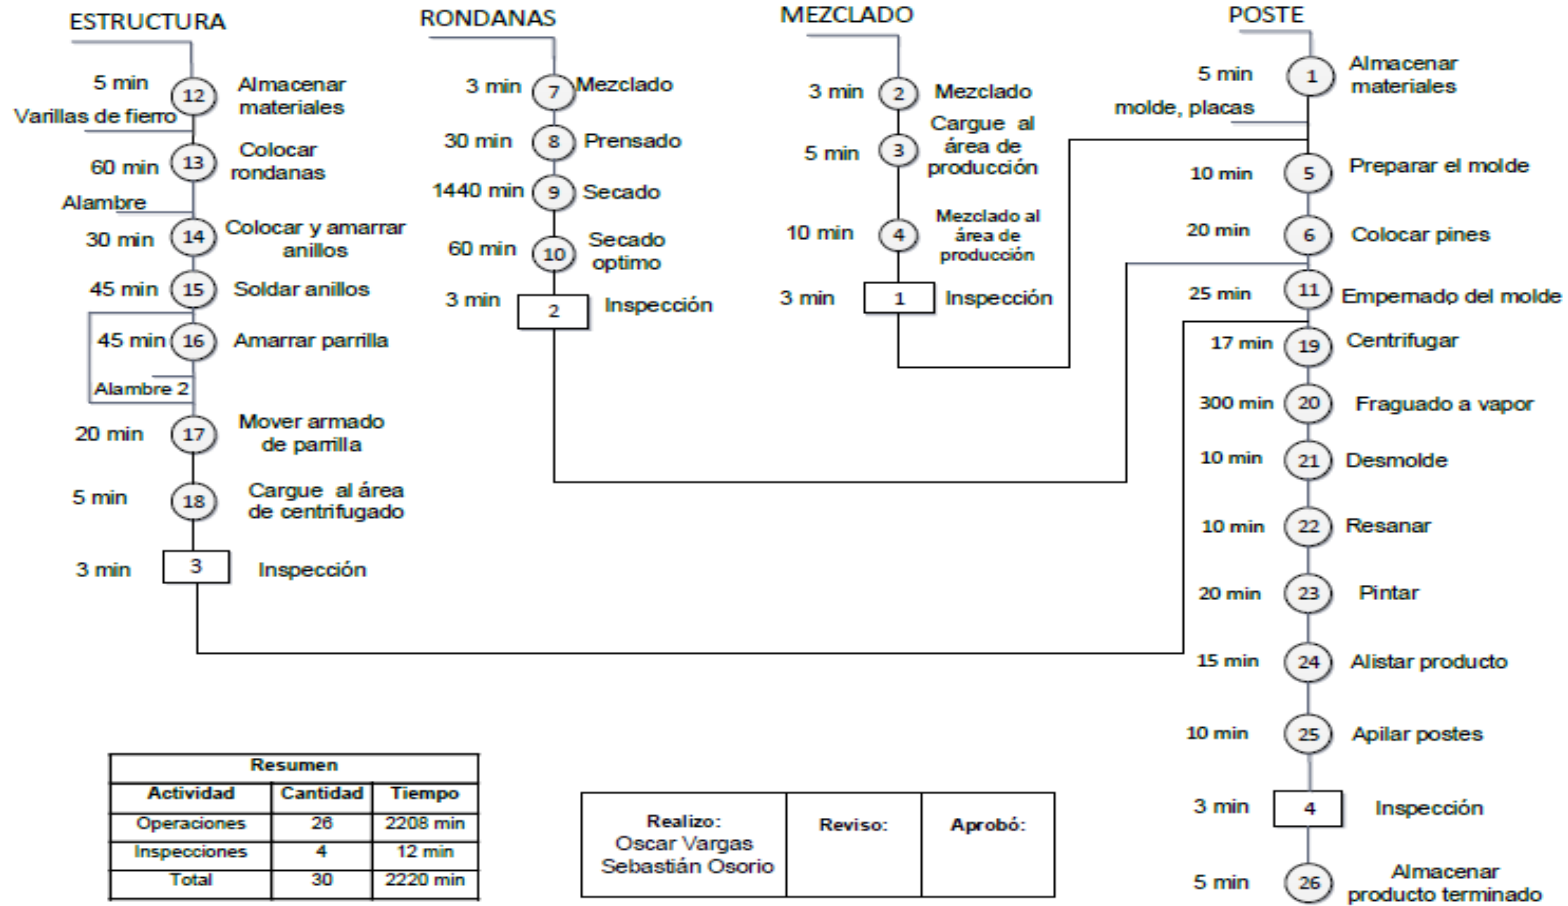 ESTRUCTURA
5 min
12
Almacenar
materiales
Varillas de fierro
60 min
13
Colocar
rondanas
Alambre
30 min
14
Colocar y amarrar
anillos
45 min
15
Soldar anillos
45 min
16
Amarrar parrilla
Alambre 2
20 min
17
Mover armado
de parrilla
5 min
18
Cargue al área
de centrifugado
3 min
3
Inspección
RONDANAS
3 min
7
Mezclado
30 min
8
Prensado
1440 min
9
Secado
60 min
10
Secado
optimo
3 min
2
Inspección
MEZCLADO
3 min
2
Mezclado
5 min
3
Cargue al
área de
producción
10 min
4
Mezclado al
área de
producción
3 min
1
Inspección
POSTE
5 min
1
Almacenar
materiales
molde, placas
10 min
5
Preparar el molde
20 min
6
Colocar pines
25 min
11
Empernado del molde
17 min
19
Centrifugar
300 min
20
Fraguado a vapor
10 min
21
Desmolde
10 min
22
Resanar
20 min
23
Pintar
15 min
24
Alistar producto
10 min
25
Apilar postes
3 min
4
Inspección
5 min
26
Almacenar
producto terminado
Resumen
Actividad Cantidad Tiempo
Operaciones 26 2208 min
Inspecciones 4 12 min
Total 30 2220 min
Realizo:
Oscar Vargas
Sebastián Osorio
Reviso:
Aprobó: